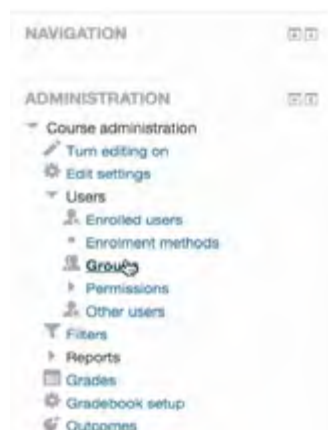 NAVIGATION
ADMINISTRATION
Course administration
Turn editing on
Edit settings
Users
Enrolled users
Enrolment methods
Groups
Permissions
Other users
Filters
Reports
Grades
Gradebook setup
Outcomes